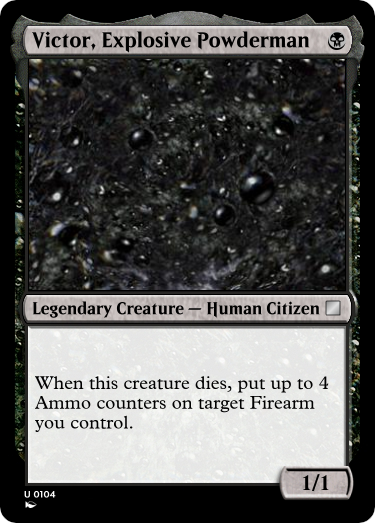 Victor, Explosive Powderman
Legendary Creature — Human Citizen
When this creature dies, put up to 4
Ammo counters on target Firearm
you control.
1/1
U 0104